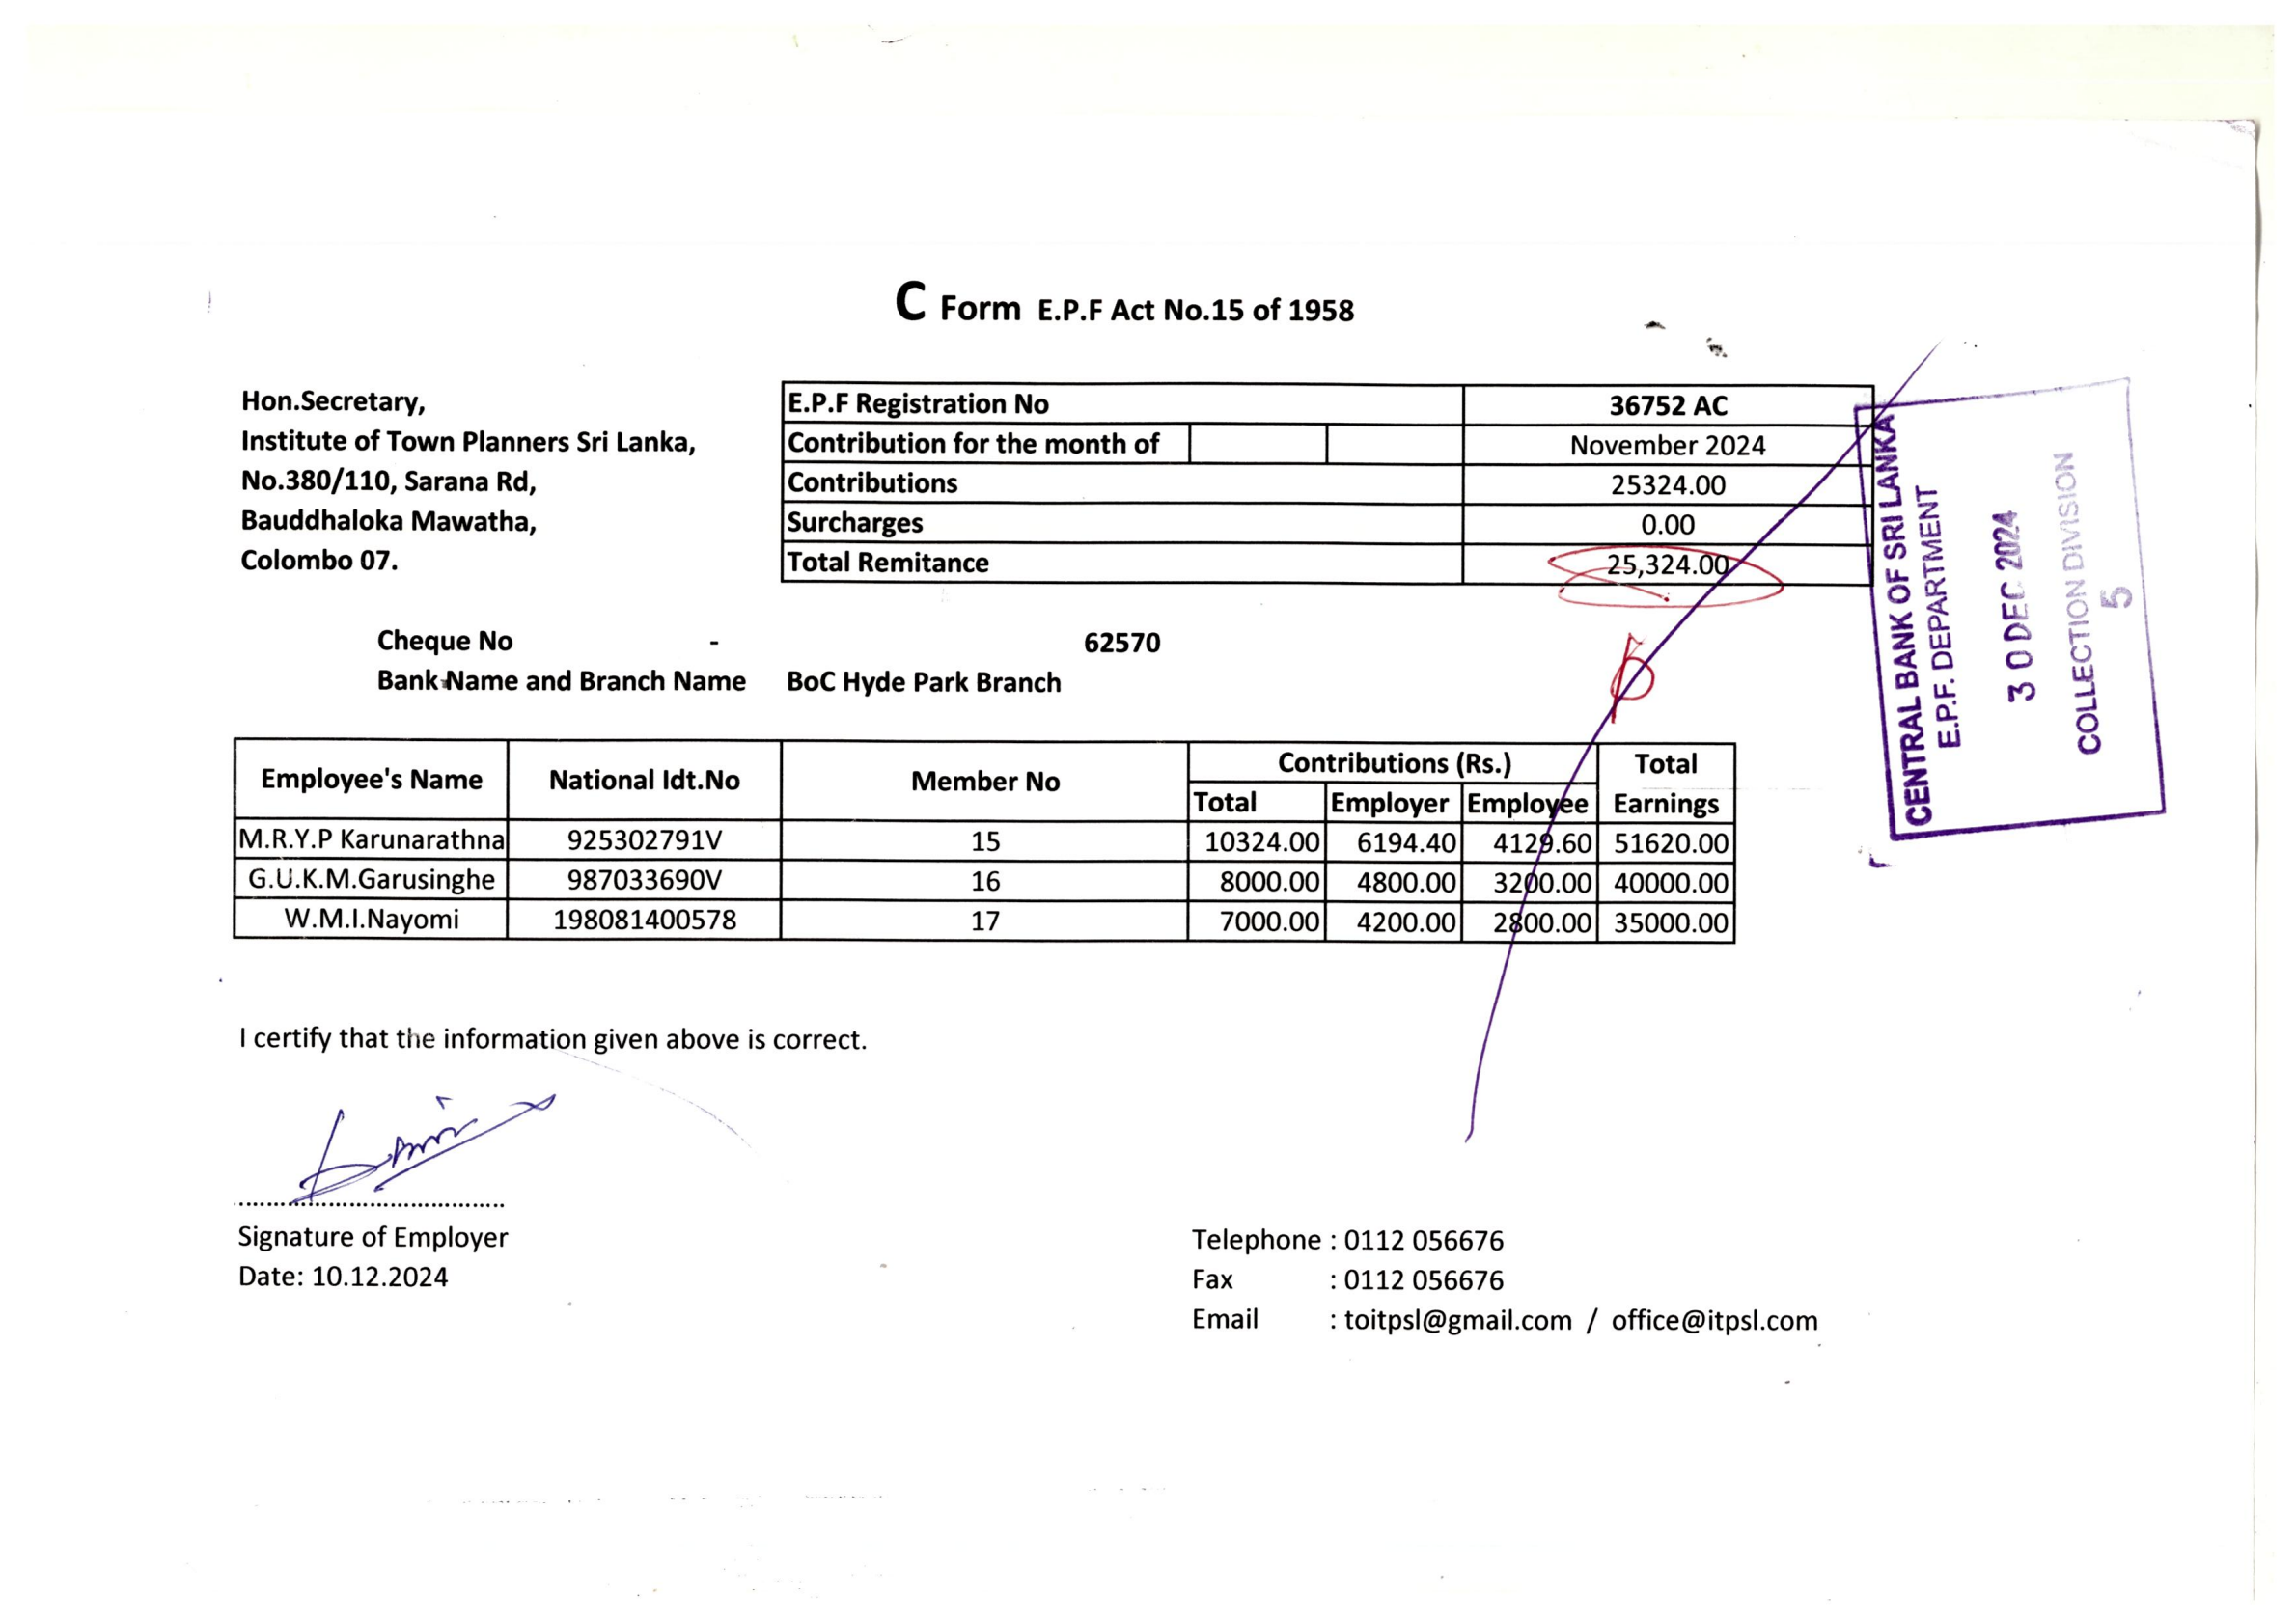 C Form E.P.F Act No.15 of 1958
Hon.Secretary,
Institute of Town Planners Sri Lanka,
No.380/110, Sarana Rd,
Bauddhaloka Mawatha,
Colombo 07.
E.P.F Registration No 36752 AC
Contribution for the month of November 2024
Contributions 25324.00
Surcharges 0.00
Total Remitance 25,324.00
CENTRAL BANK OF SRI LANKA
E.P.F. DEPARTMENT
30 DEC 2024
COLLECTION DIVISION
5
Cheque No - 62570
Bank Name and Branch Name BoC Hyde Park Branch
Employee's Name National Idt.No Member No Contributions (Rs.) Total Earnings
Total Employer Employee
M.R.Y.P Karunarathna 925302791V 15 10324.00 6194.40 4129.60 51620.00
G.U.K.M.Garusinghe 987033690V 16 8000.00 4800.00 3200.00 40000.00
W.M.I.Nayomi 198081400578 17 7000.00 4200.00 2800.00 35000.00
I certify that the information given above is correct.
Signature of Employer
Date: 10.12.2024
Telephone : 0112 056676
Fax : 0112 056676
Email : toitpsl@gmail.com / office@itpsl.com